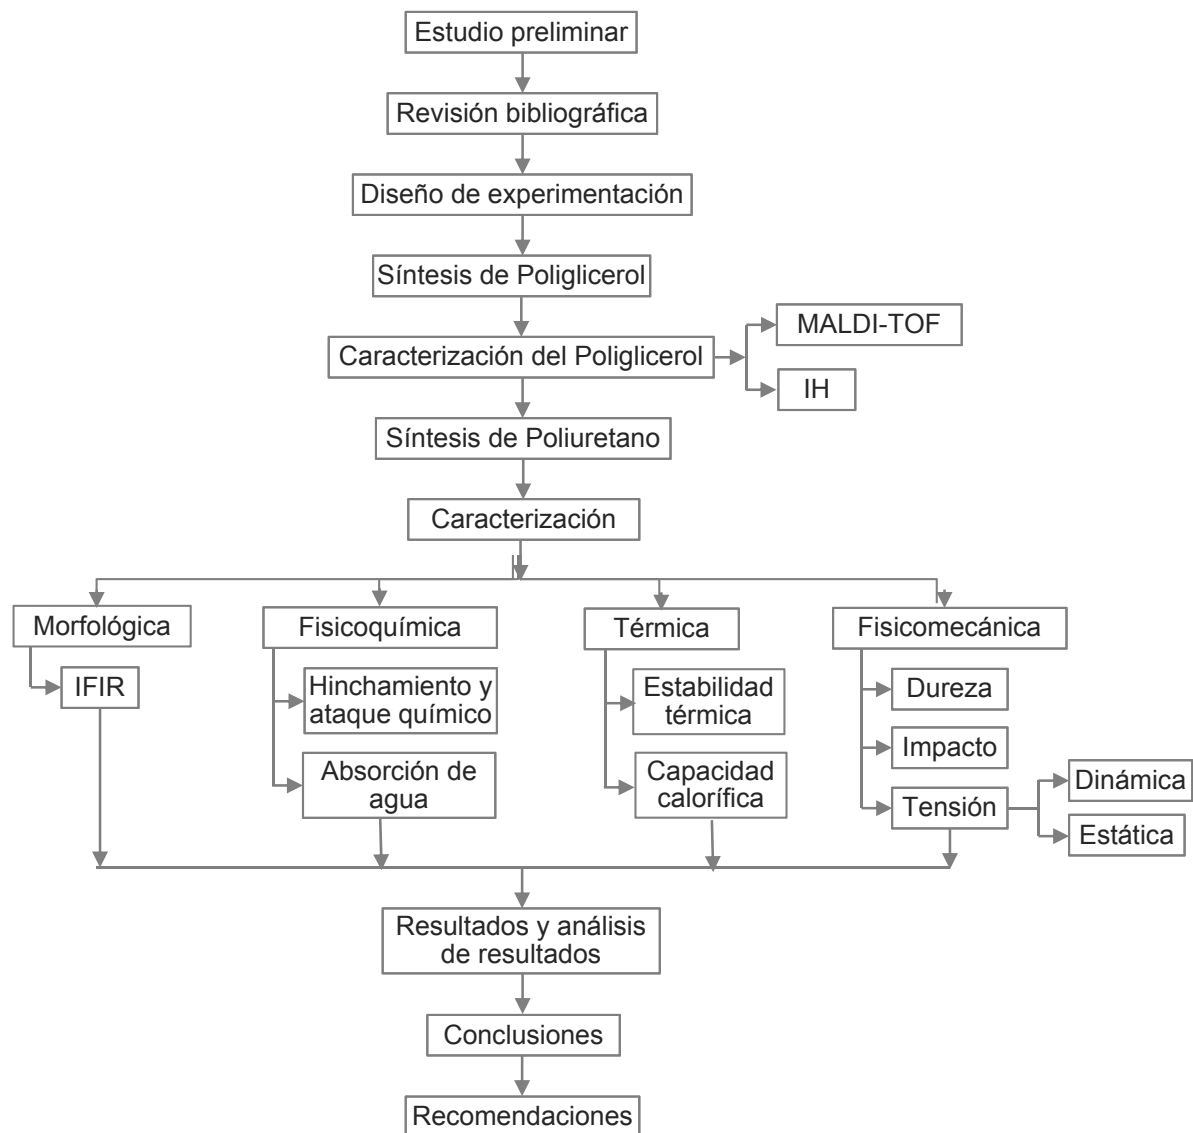 Estudio preliminar
Revisión bibliográfica
Diseño de experimentación
Síntesis de Poliglicerol
Caracterización del Poliglicerol
MALDI-TOF
IH
Síntesis de Poliuretano
Caracterización
Morfológica
IFIR
Fisicoquímica
Hinchamiento y
ataque químico
Absorción de
agua
Térmica
Estabilidad
térmica
Capacidad
calorífica
Fisicomecánica
Dureza
Impacto
Tensión
Dinámica
Estática
Resultados y análisis
de resultados
Conclusiones
Recomendaciones